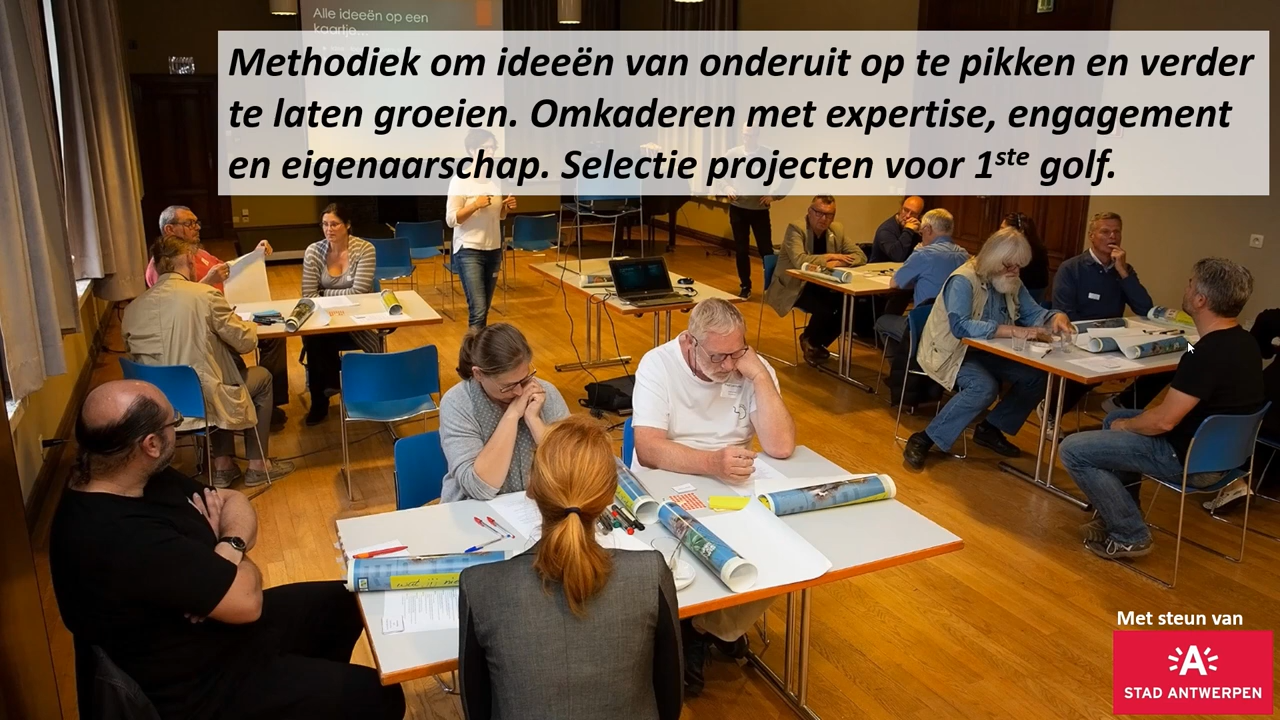 Alle ideeën op een
kaartje...
Methodiek om ideeën van onderuit op te pikken en verder
te laten groeien. Omkaderen met expertise, engagement
en eigenaarschap. Selectie projecten voor 1ste golf.
Met steun van
A
STAD ANTWERPEN